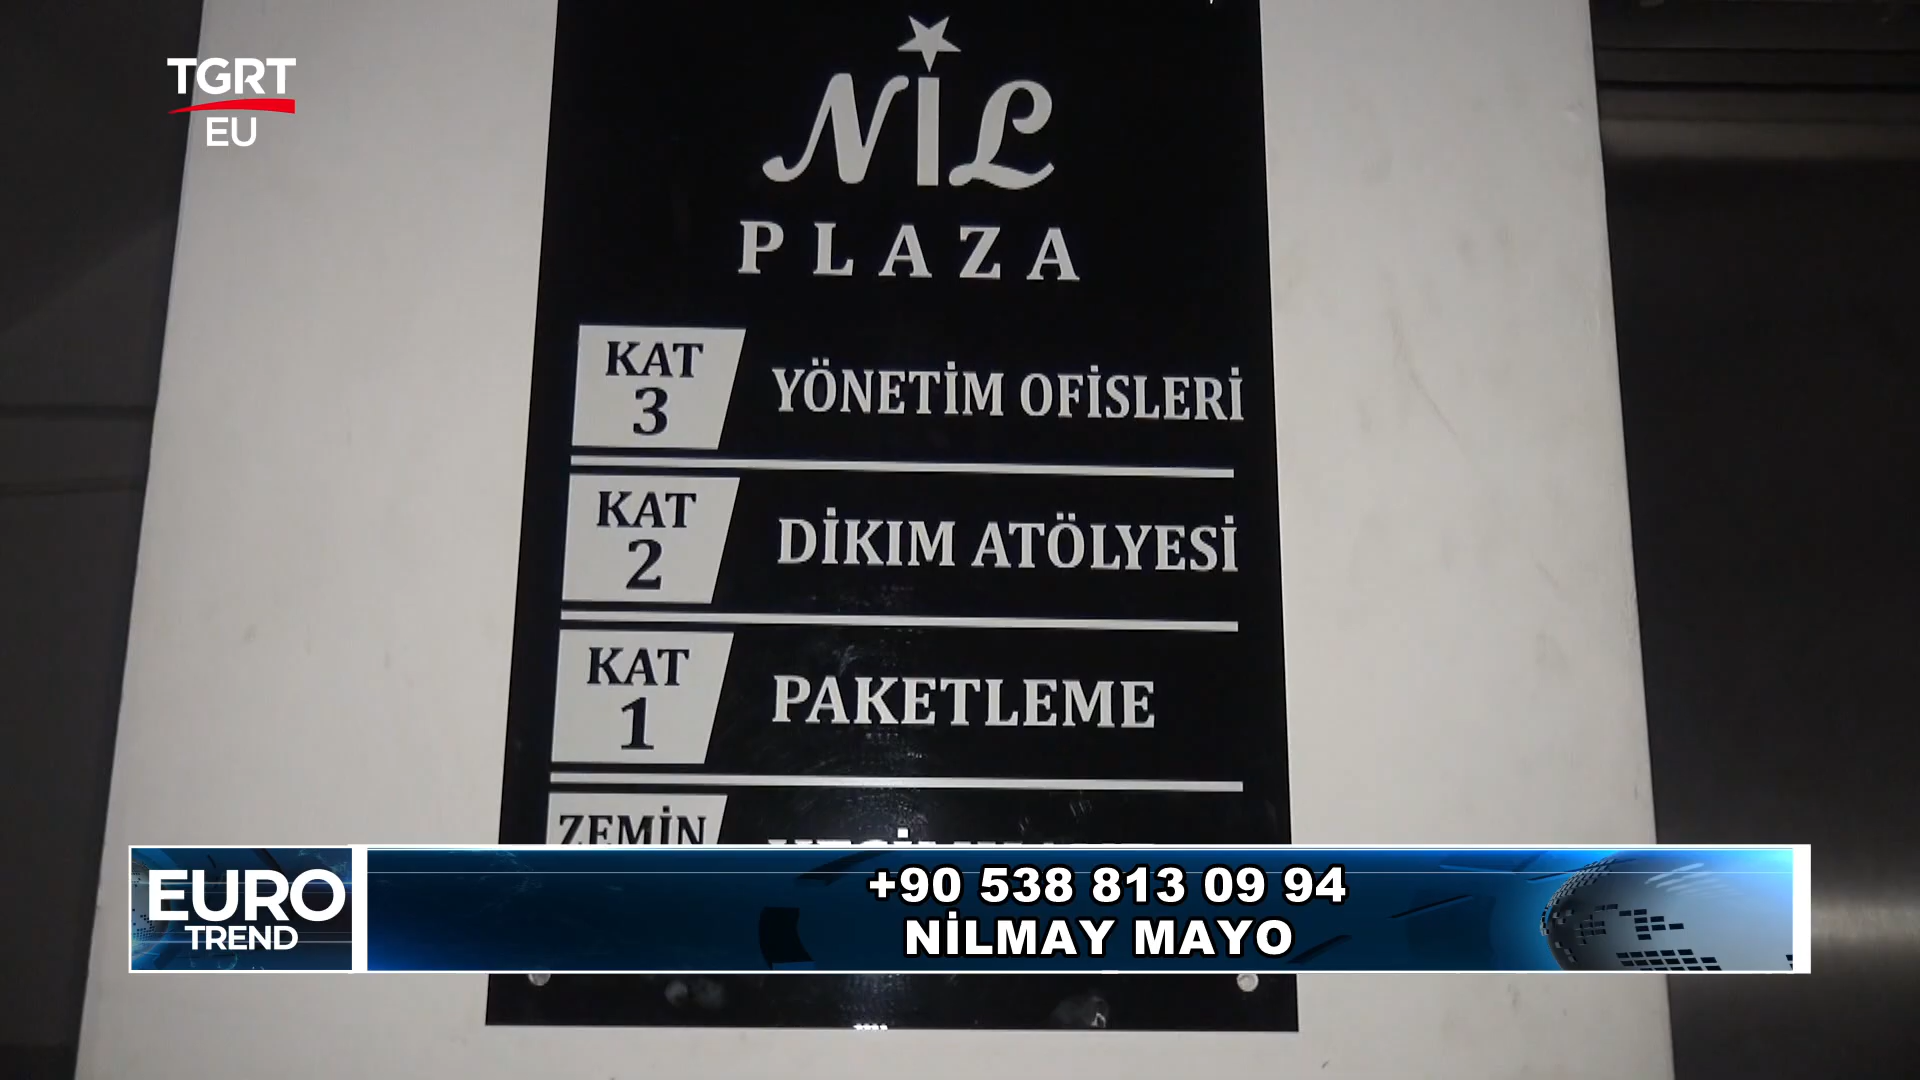 TGRT
EU
NİL
PLAZA
KAT
3
YÖNETİM OFİSLERİ
KAT
2
DİKIM ATÖLYESİ
KAT
1
PAKETLEME
ZEMİN
EURO
TREND
+90 538 813 09 94
NİLMAY MAYO